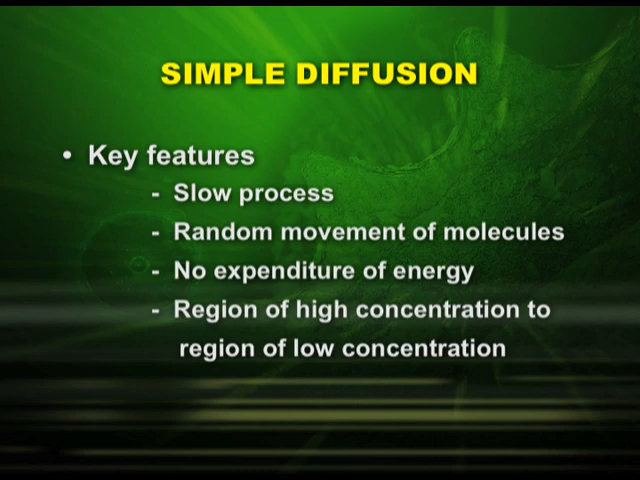 SIMPLE DIFFUSION
• Key features
- Slow process
- Random movement of molecules
- No expenditure of energy
- Region of high concentration to
region of low concentration